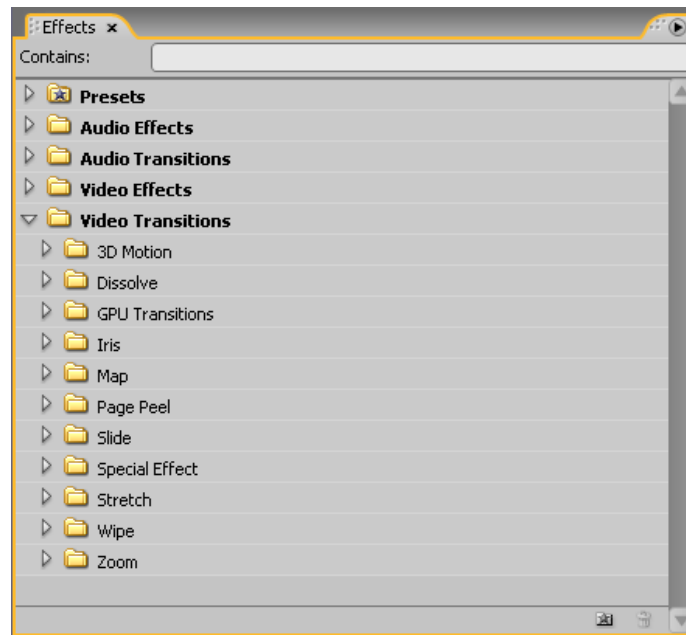 Effects x
Contains:
Presets
Audio Effects
Audio Transitions
Video Effects
Video Transitions
3D Motion
Dissolve
GPU Transitions
Iris
Map
Page Peel
Slide
Special Effect
Stretch
Wipe
Zoom